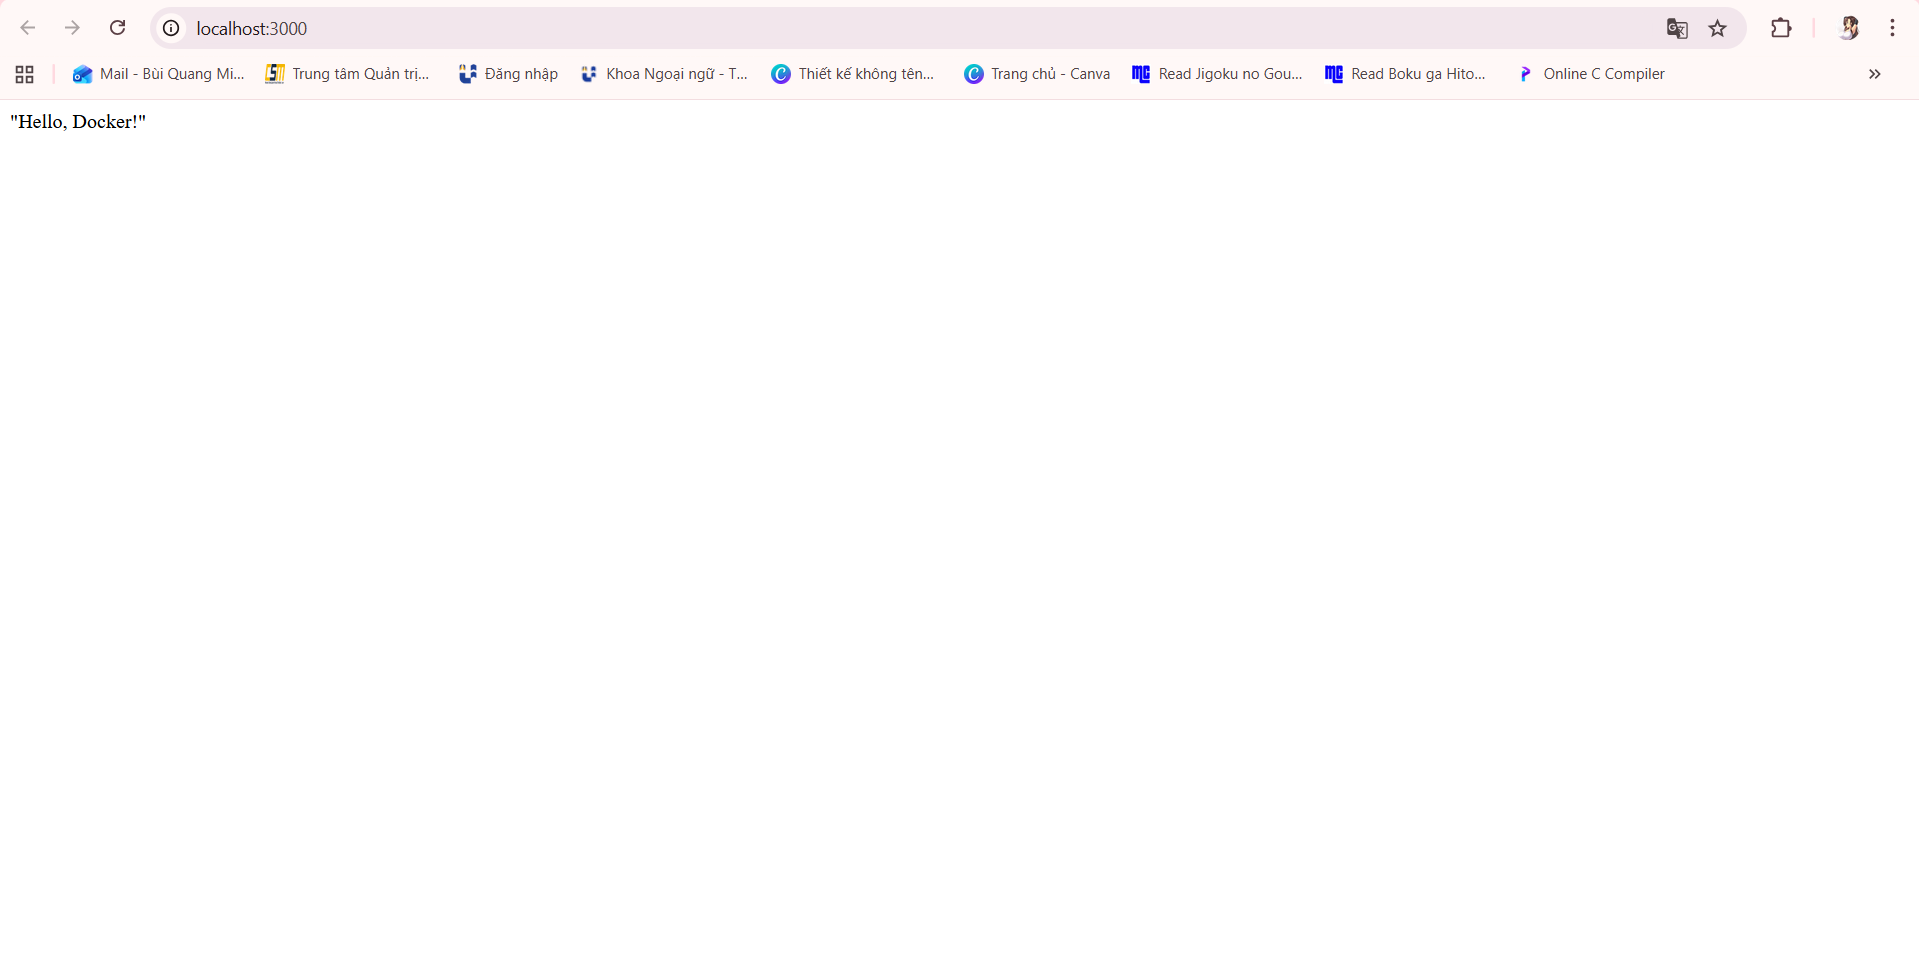 localhost:3000
Mail - Bùi Quang Mi... Trung tâm Quản trị... Đăng nhập Khoa Ngoại ngữ - T... Thiết kế không tên... Trang chủ - Canva Read Jigoku no Gou... Read Boku ga Hito... Online C Compiler
"Hello, Docker!"